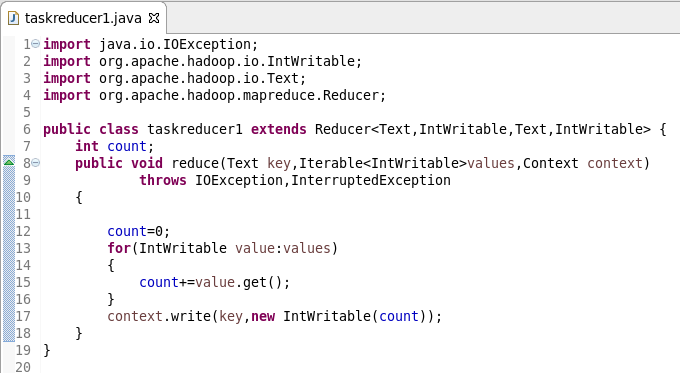 taskreducer1.java
1 import java.io.IOException;
2 import org.apache.hadoop.io.IntWritable;
3 import org.apache.hadoop.io.Text;
4 import org.apache.hadoop.mapreduce.Reducer;
5
6 public class taskreducer1 extends Reducer<Text,IntWritable,Text,IntWritable> {
7     int count;
8     public void reduce(Text key,Iterable<IntWritable>values,Context context)
9             throws IOException,InterruptedException
10     {
11
12         count=0;
13         for(IntWritable value:values)
14         {
15             count+=value.get();
16         }
17         context.write(key,new IntWritable(count));
18     }
19 }
20